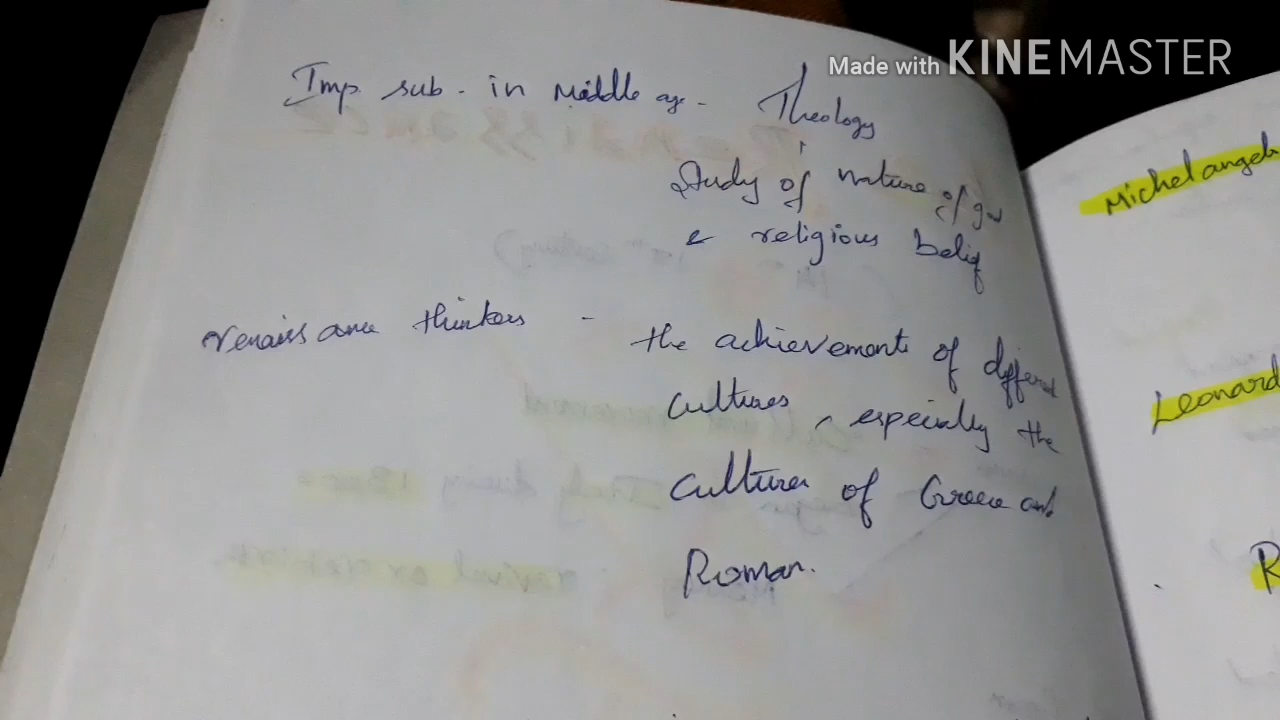 Made with KINEMASTER
Imp. sub. in Middle age - Theology
Study of nature of god
& religious belief
renaissance thinkers - the achievements of different
cultures, especially the
cultures of Greece and
Roman.
Michelangelo
Leonard
R